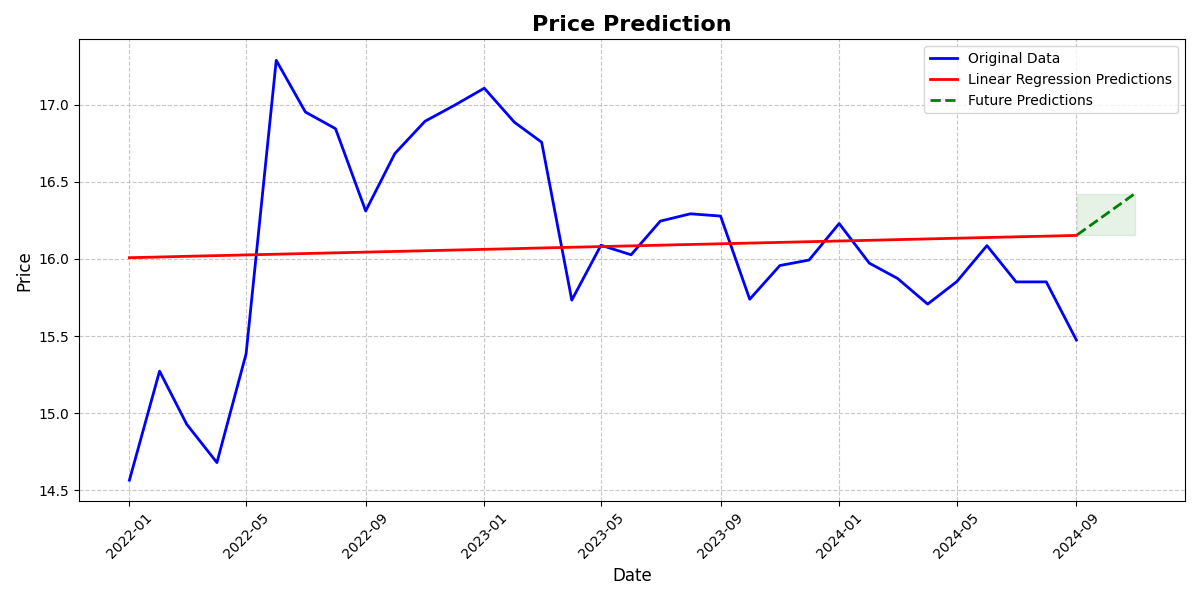 Price Prediction
Original Data
Linear Regression Predictions
Future Predictions
Price
17.0
16.5
16.0
15.5
15.0
14.5
2022-01
2022-05
2022-09
2023-01
2023-05
2023-09
2024-01
2024-05
2024-09
Date